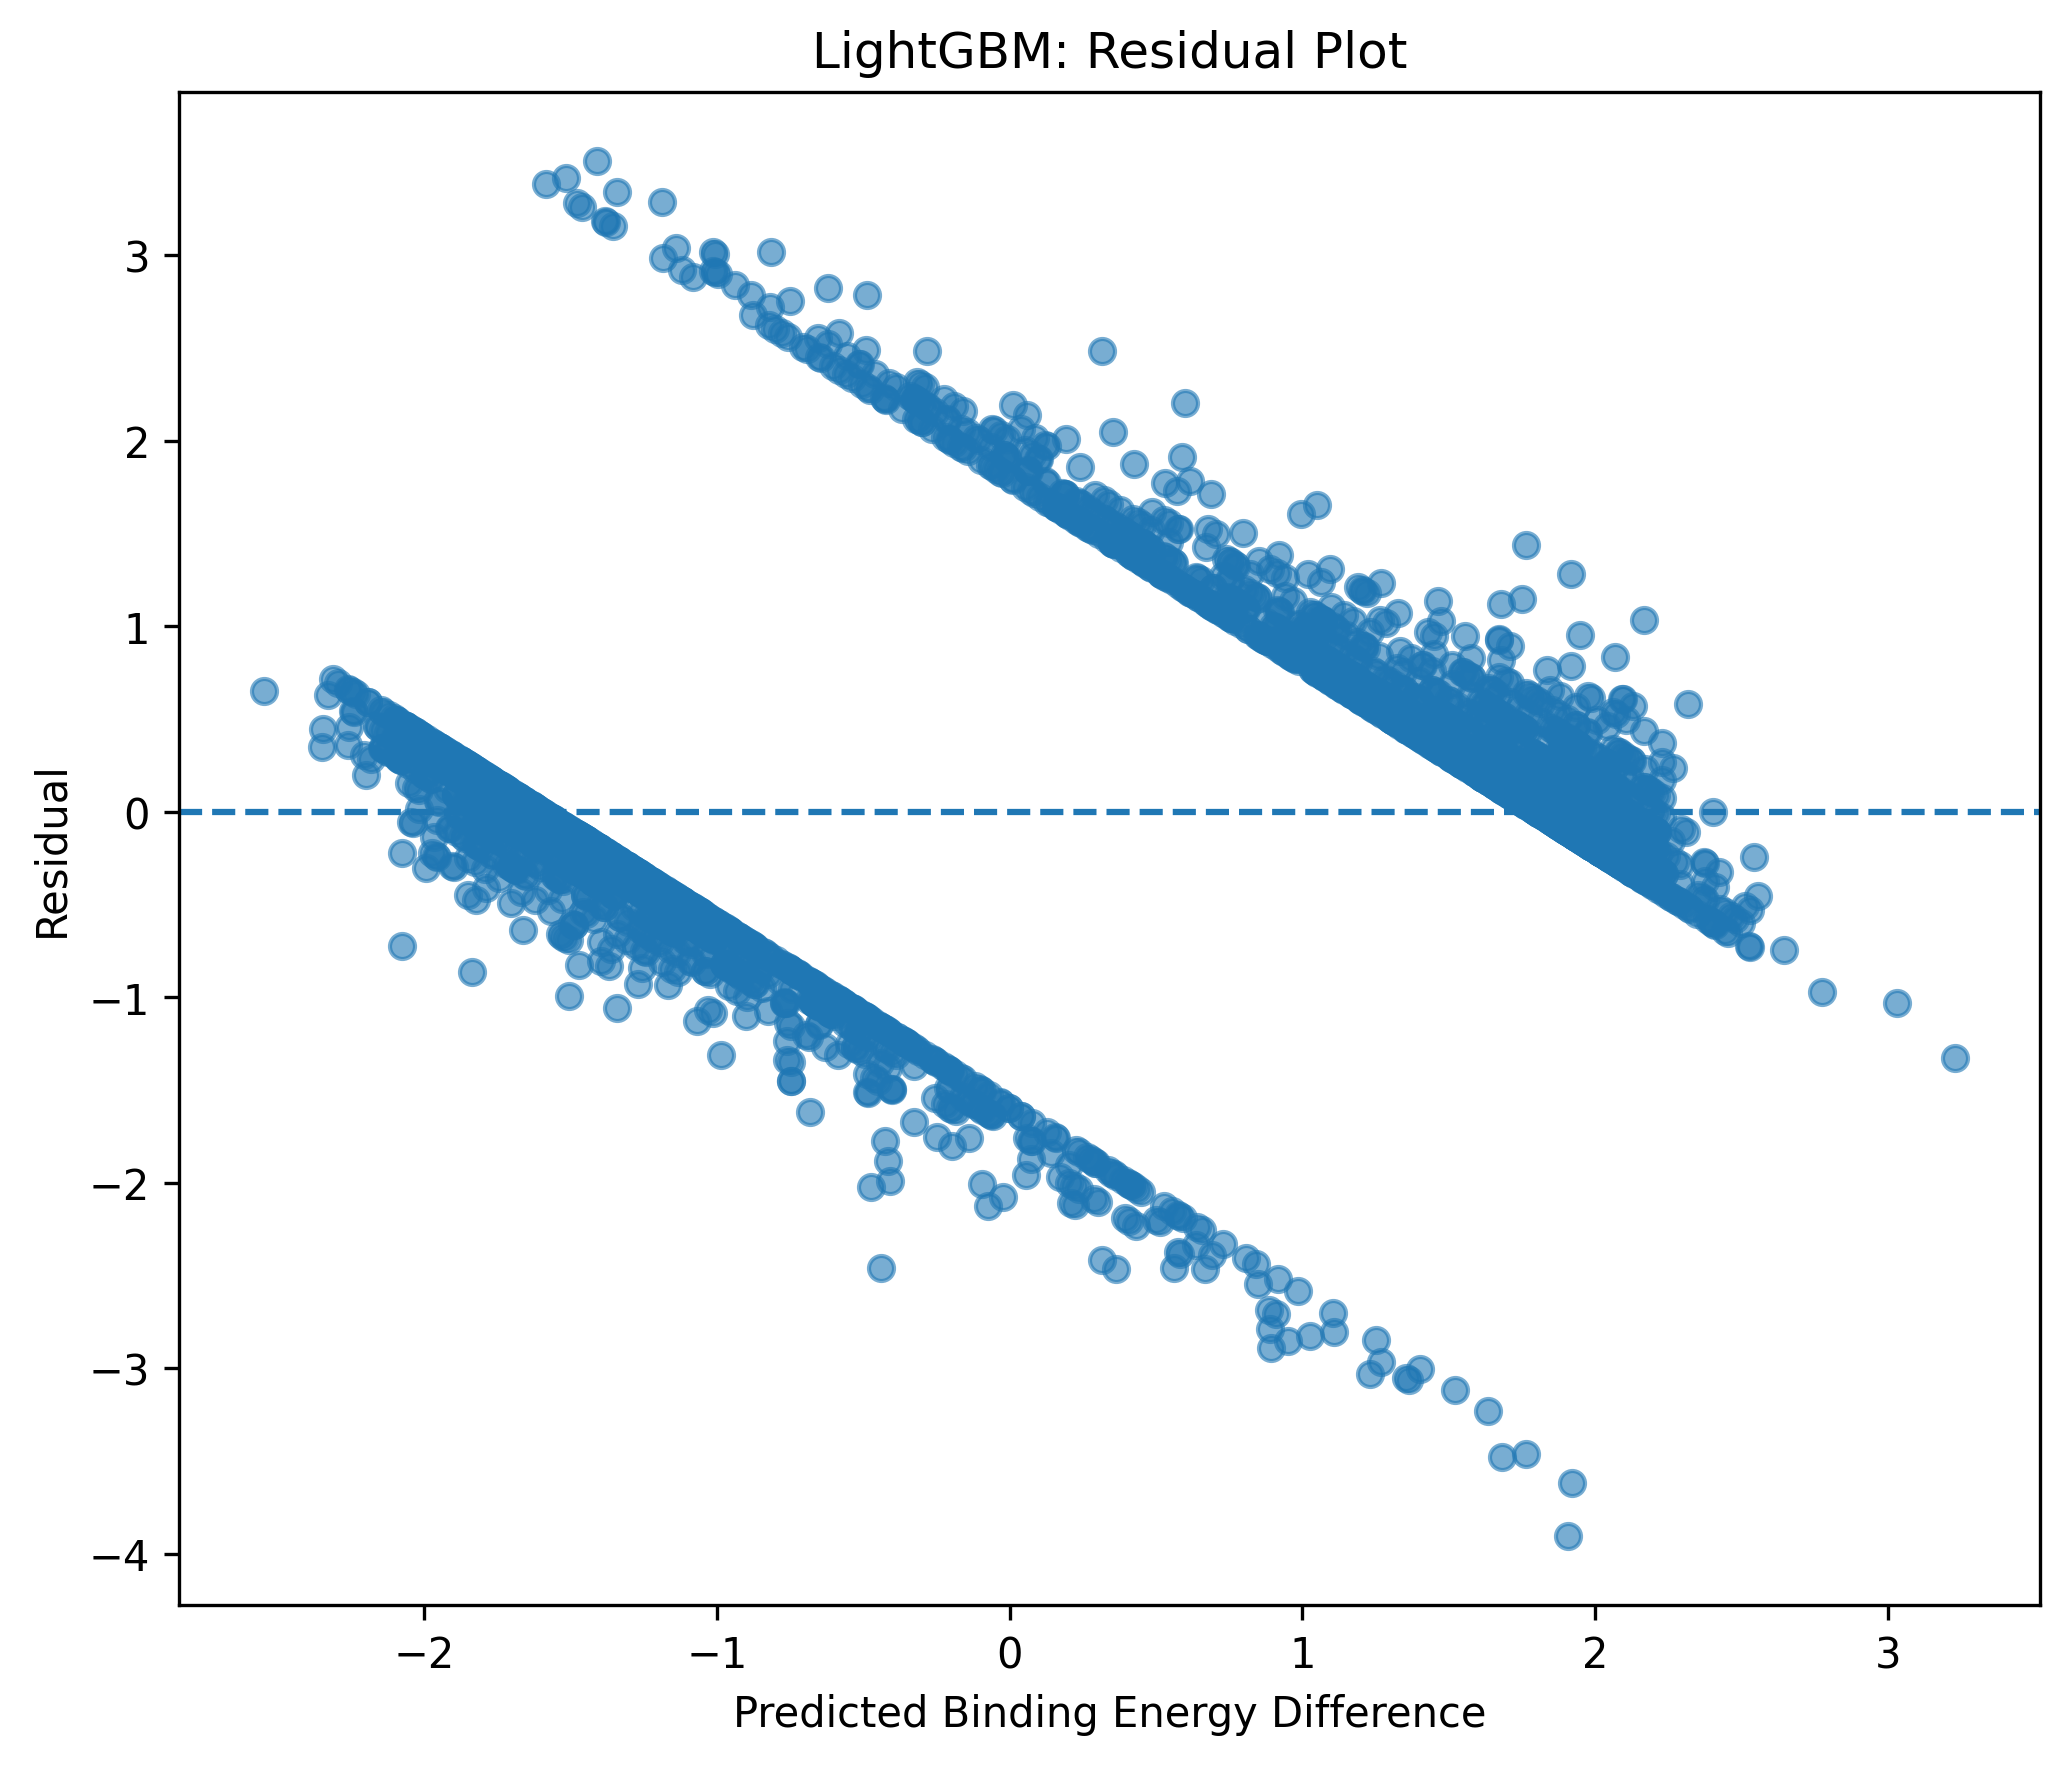 LightGBM: Residual Plot
3
2
1
0
−1
−2
−3
−4
Residual
−2 −1 0 1 2 3
Predicted Binding Energy Difference